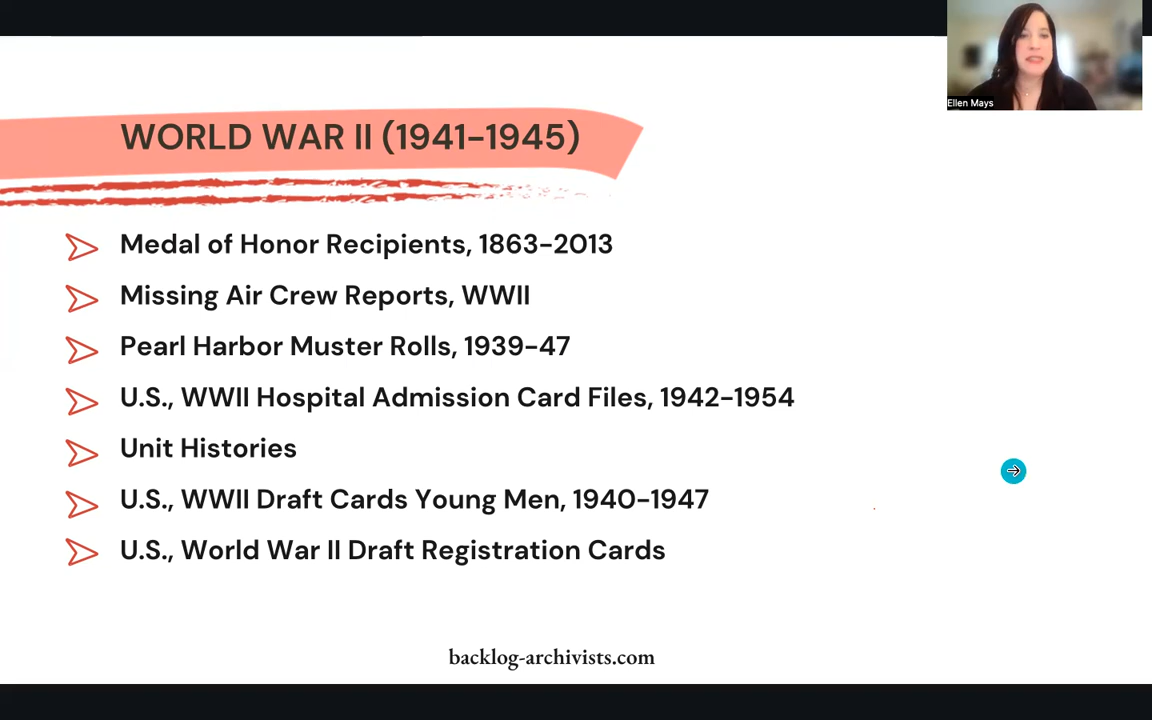 Ellen Mays
WORLD WAR II (1941-1945)
Medal of Honor Recipients, 1863-2013
Missing Air Crew Reports, WWII
Pearl Harbor Muster Rolls, 1939-47
U.S., WWII Hospital Admission Card Files, 1942-1954
Unit Histories
U.S., WWII Draft Cards Young Men, 1940-1947
U.S., World War II Draft Registration Cards
backlog-archivists.com